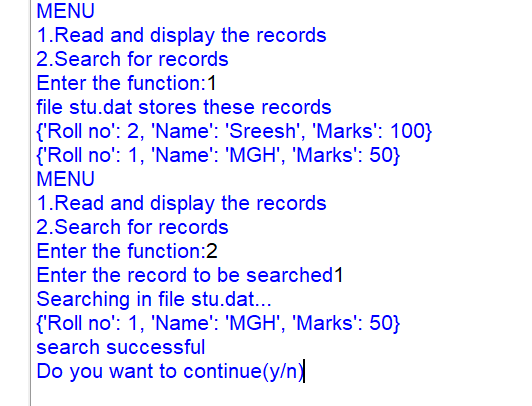 MENU
1.Read and display the records
2.Search for records
Enter the function:1
file stu.dat stores these records
{'Roll no': 2, 'Name': 'Sreesh', 'Marks': 100}
{'Roll no': 1, 'Name': 'MGH', 'Marks': 50}
MENU
1.Read and display the records
2.Search for records
Enter the function:2
Enter the record to be searched1
Searching in file stu.dat...
{'Roll no': 1, 'Name': 'MGH', 'Marks': 50}
search successful
Do you want to continue(y/n)